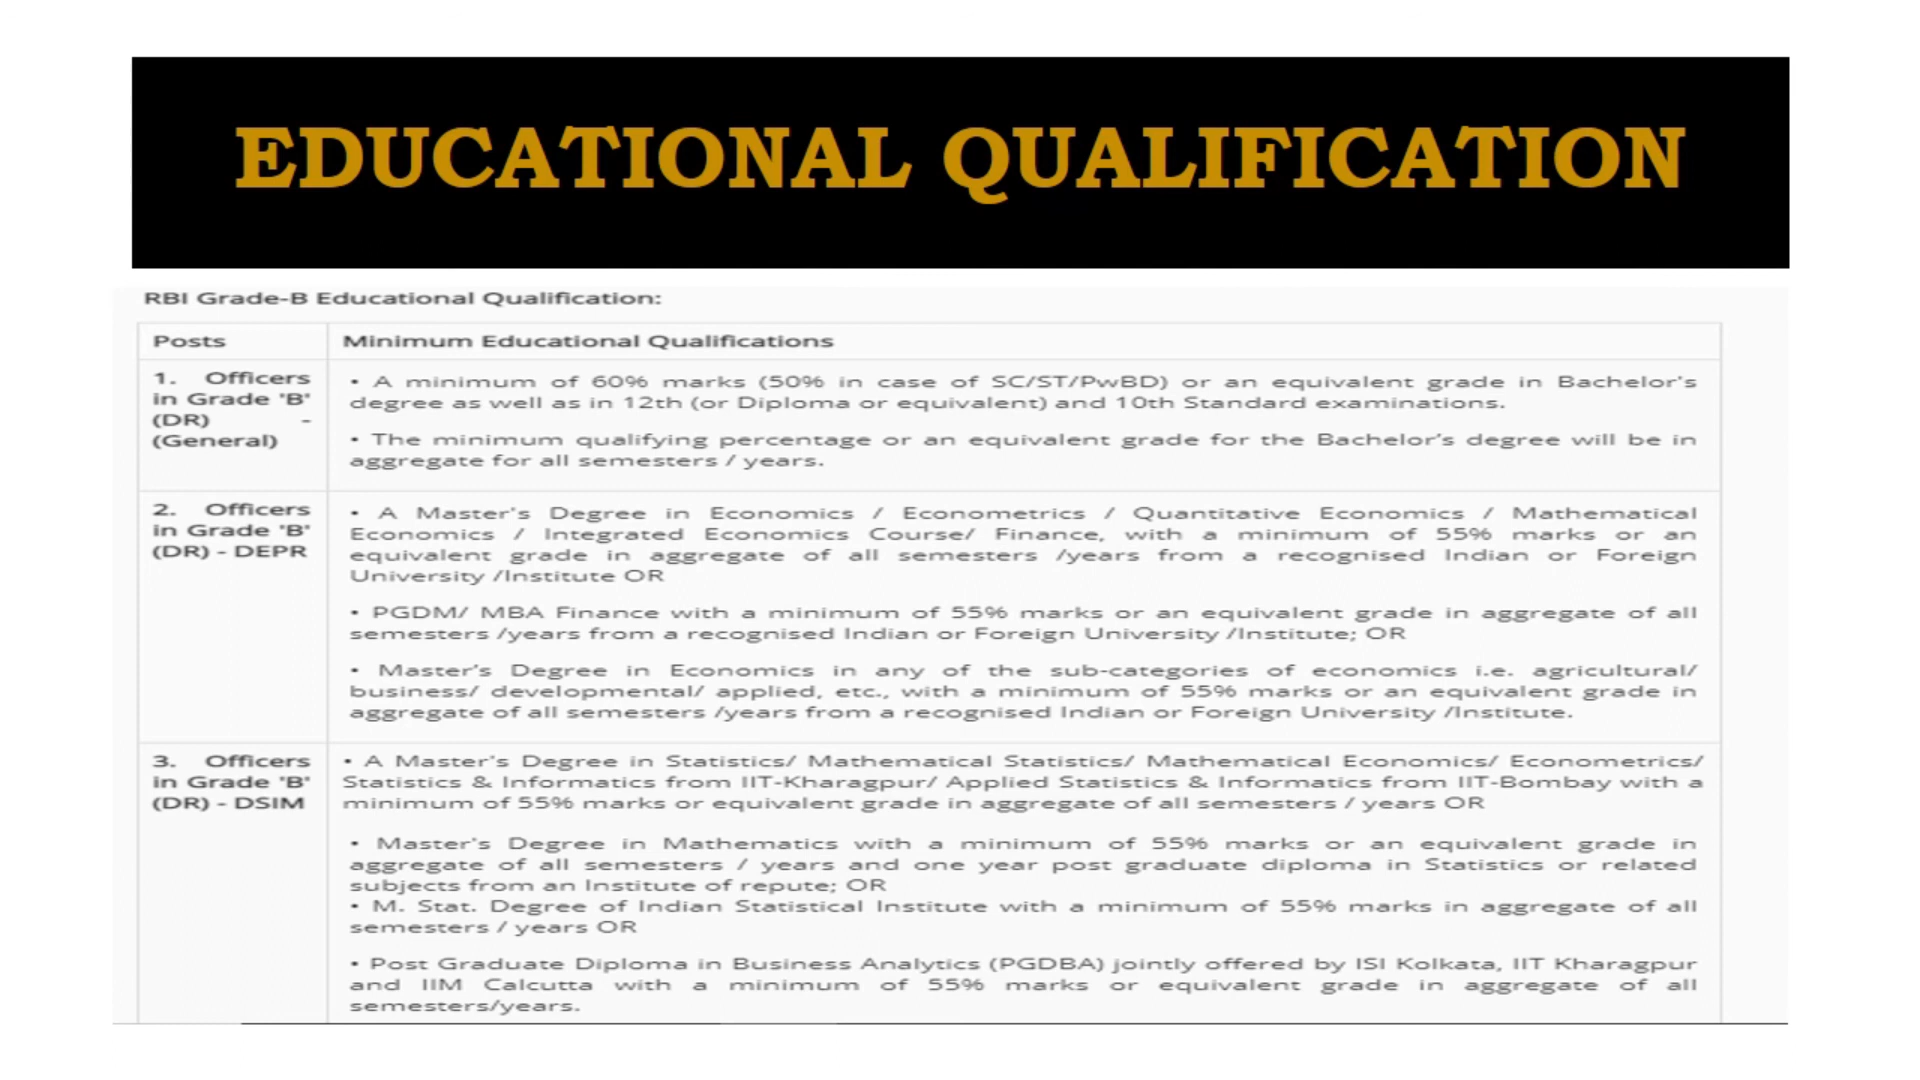 EDUCATIONAL QUALIFICATION
RBI Grade-B Educational Qualification:
Posts
Minimum Educational Qualifications
1. Officers
in Grade 'B'
(DR) -
(General)
• A minimum of 60% marks (50% in case of SC/ST/PwBD) or an equivalent grade in Bachelor's
degree as well as in 12th (or Diploma or equivalent) and 10th Standard examinations.
• The minimum qualifying percentage or an equivalent grade for the Bachelor's degree will be in
aggregate for all semesters / years.
2. Officers
in Grade 'B'
(DR) - DEPR
• A Master's Degree in Economics / Econometrics / Quantitative Economics / Mathematical
Economics / Integrated Economics Course/ Finance, with a minimum of 55% marks or an
equivalent grade in aggregate of all semesters /years from a recognised Indian or Foreign
University /Institute OR
• PGDM/ MBA Finance with a minimum of 55% marks or an equivalent grade in aggregate of all
semesters /years from a recognised Indian or Foreign University /Institute; OR
• Master's Degree in Economics in any of the sub-categories of economics i.e. agricultural/
business/ developmental/ applied, etc., with a minimum of 55% marks or an equivalent grade in
aggregate of all semesters /years from a recognised Indian or Foreign University /Institute.
3. Officers
in Grade 'B'
(DR) - DSIM
• A Master's Degree in Statistics/ Mathematical Statistics/ Mathematical Economics/ Econometrics/
Statistics & Informatics from IIT-Kharagpur/ Applied Statistics & Informatics from IIT-Bombay with a
minimum of 55% marks or equivalent grade in aggregate of all semesters / years OR
• Master's Degree in Mathematics with a minimum of 55% marks or an equivalent grade in
aggregate of all semesters / years and one year post graduate diploma in Statistics or related
subjects from an Institute of repute; OR
• M. Stat. Degree of Indian Statistical Institute with a minimum of 55% marks in aggregate of all
semesters / years OR
• Post Graduate Diploma in Business Analytics (PGDBA) jointly offered by ISI Kolkata, IIT Kharagpur
and IIM Calcutta with a minimum of 55% marks or equivalent grade in aggregate of all
semesters/years.